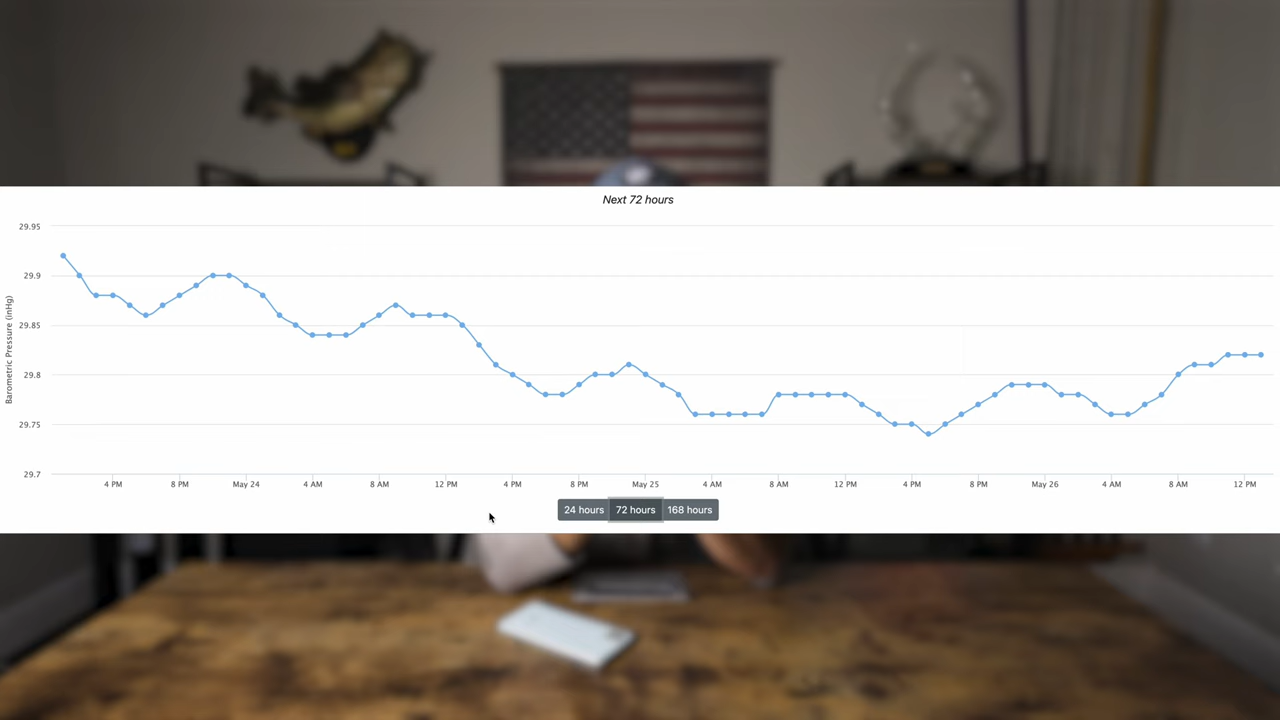 Next 72 hours
29.95
29.9
29.85
29.8
29.75
29.7
Barometric Pressure (inHg)
4 PM 8 PM May 24 4 AM 8 AM 12 PM 4 PM 8 PM May 25 4 AM 8 AM 12 PM 4 PM 8 PM May 26 4 AM 8 AM 12 PM
24 hours 72 hours 168 hours